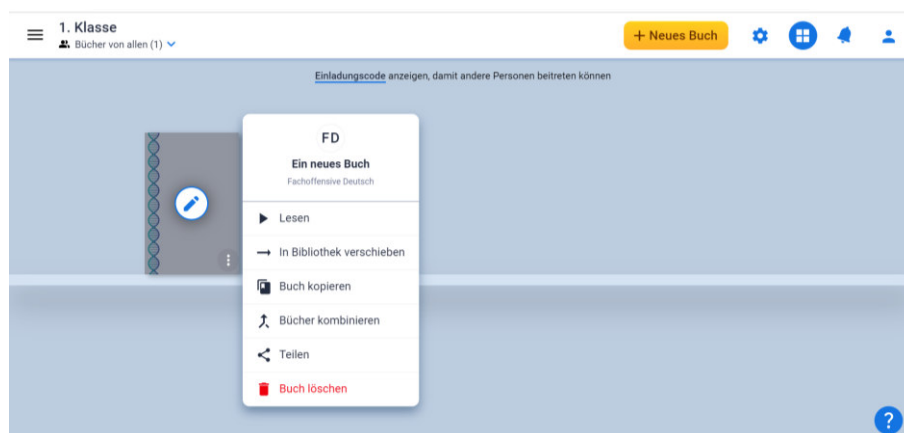 1. Klasse
Bücher von allen (1)
+ Neues Buch
Einladungscode anzeigen, damit andere Personen beitreten können
FD
Ein neues Buch
Fachoffensive Deutsch
Lesen
In Bibliothek verschieben
Buch kopieren
Bücher kombinieren
Teilen
Buch löschen
?